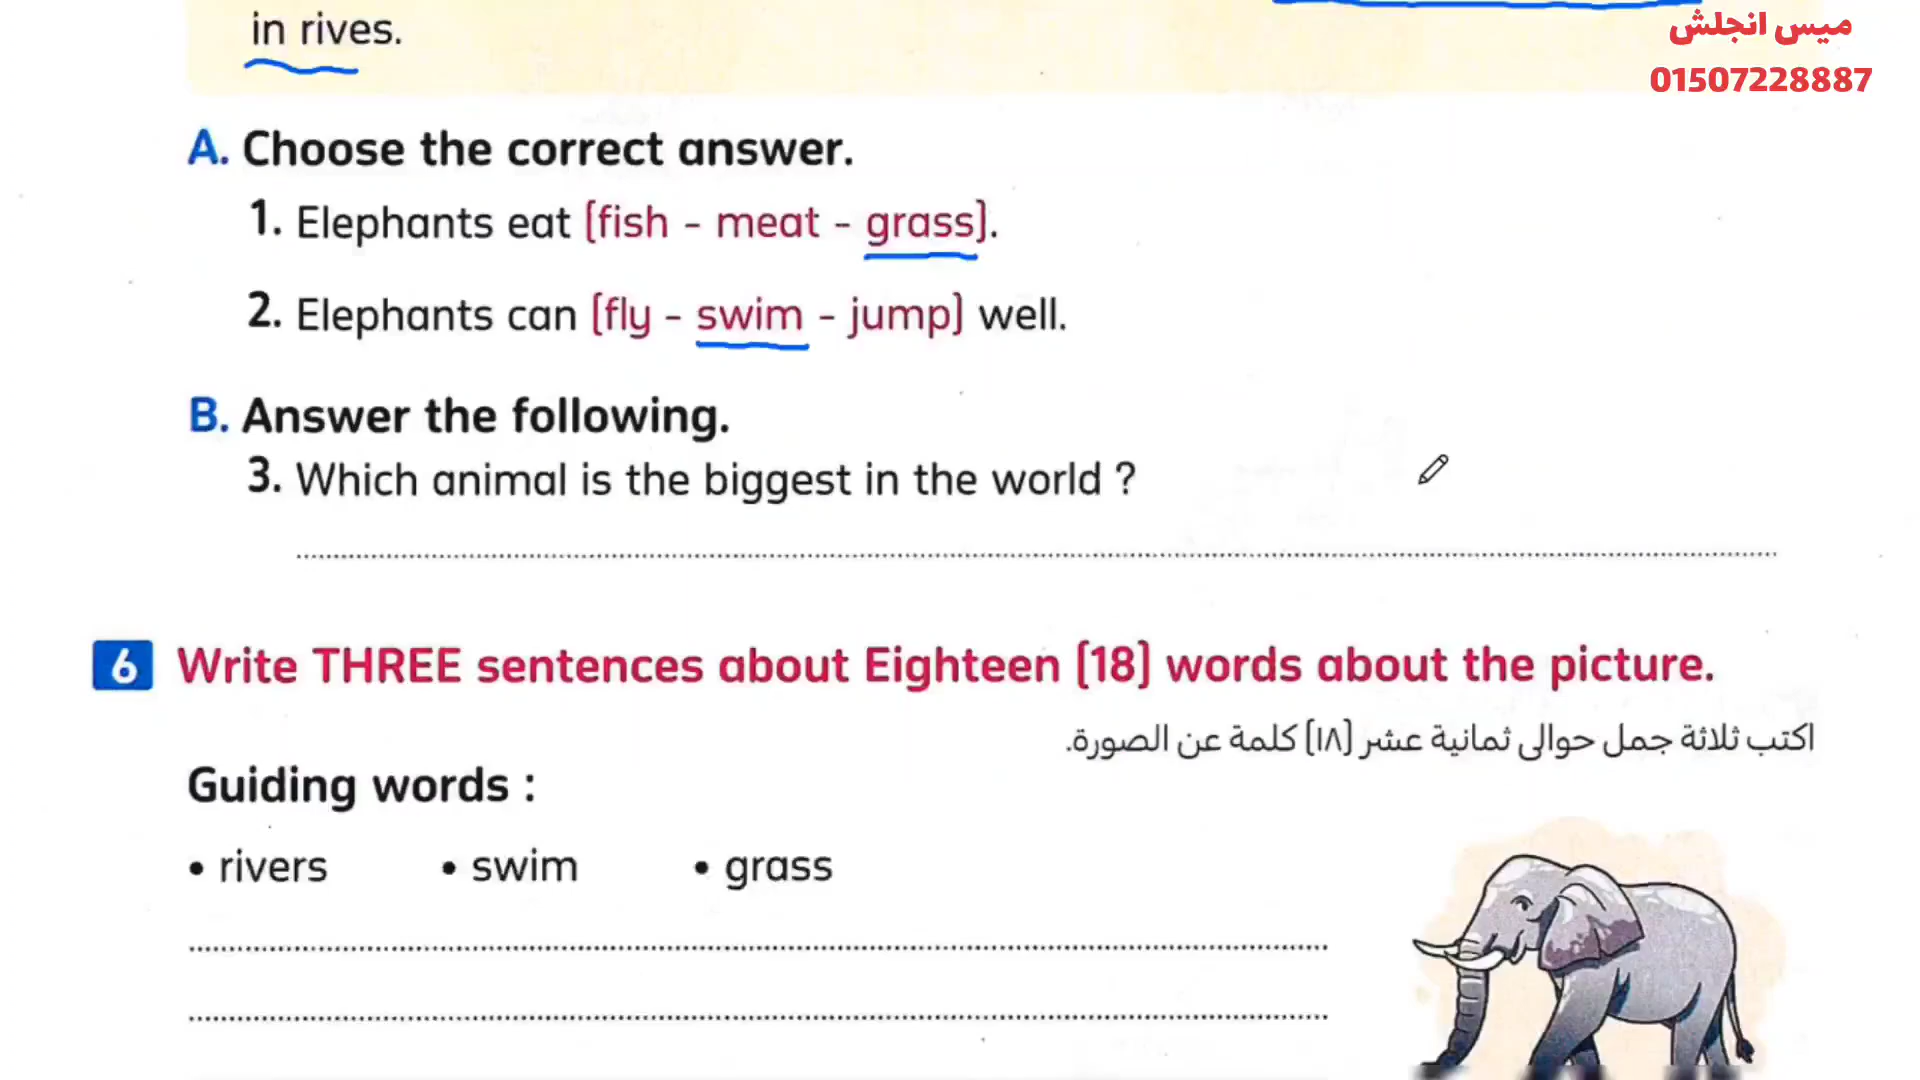 in rives.
ميس انجلش
01507228887
A. Choose the correct answer.
1. Elephants eat (fish - meat - grass).
2. Elephants can (fly - swim - jump) well.
B. Answer the following.
3. Which animal is the biggest in the world ?
6 Write THREE sentences about Eighteen (18) words about the picture.
اكتب ثلاثة جمل حوالى ثمانية عشر (١٨) كلمة عن الصورة.
Guiding words :
• rivers • swim • grass